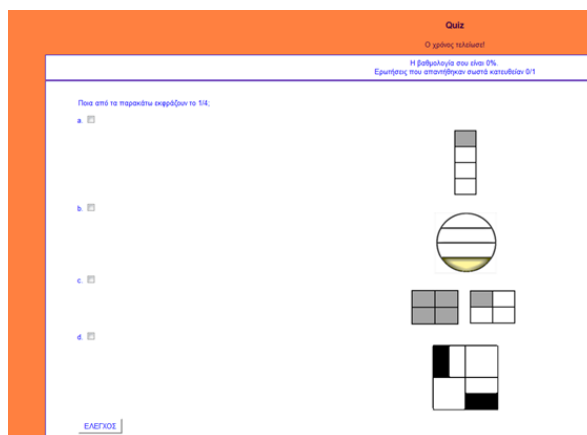 Quiz
Ο χρόνος τελείωσε!
Η βαθμολογία σου είναι 0%.
Ερωτήσεις που απαντήθηκαν σωστά κατευθείαν 0/1
Ποια από τα παρακάτω εκφράζουν το 1/4;
a.
b.
c.
d.
ΕΛΕΓΧΟΣ